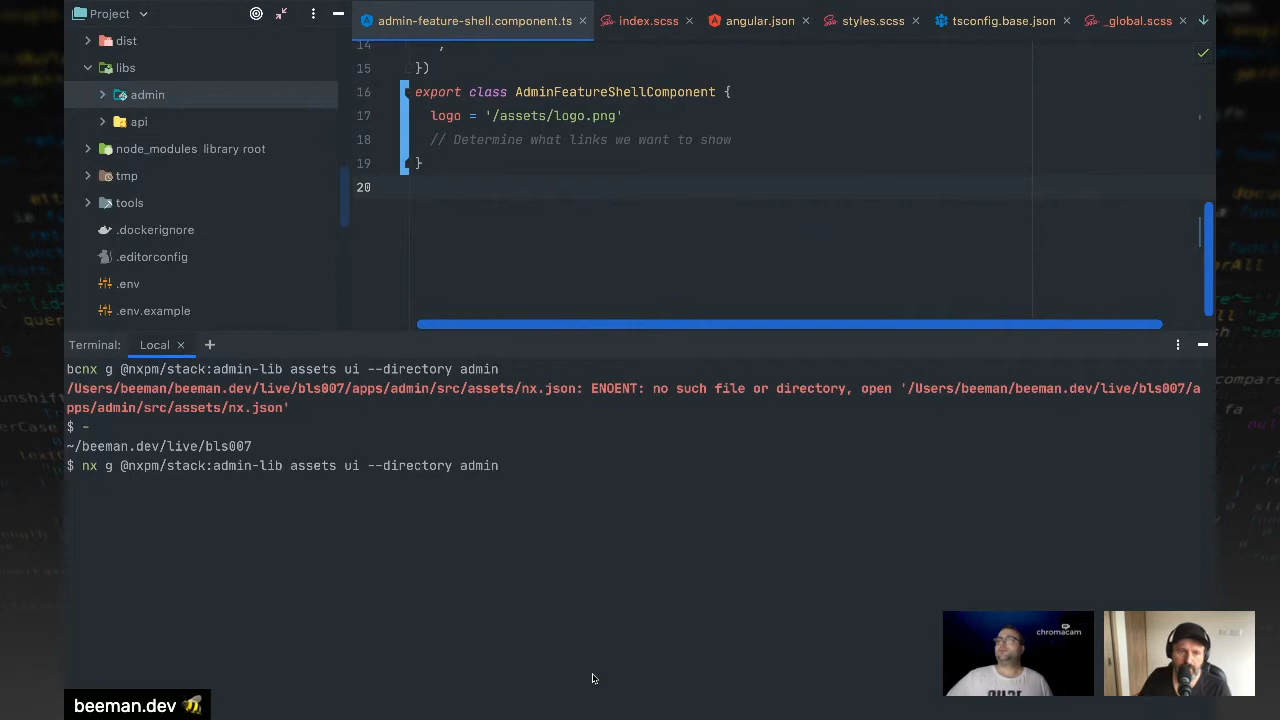 Project
admin-feature-shell.component.ts
index.scss
angular.json
styles.scss
tsconfig.base.json
_global.scss
dist
libs
admin
api
node_modules library root
tmp
tools
.dockerignore
.editorconfig
.env
.env.example
14
15 })
16 export class AdminFeatureShellComponent {
17 logo = '/assets/logo.png'
18 // Determine what links we want to show
19 }
20
Terminal: Local × +
bcnx g @nxpm/stack:admin-lib assets ui --directory admin
/Users/beeman/beeman.dev/live/bls007/apps/admin/src/assets/nx.json: ENOENT: no such file or directory, open '/Users/beeman/beeman.dev/live/bls007/a
pps/admin/src/assets/nx.json'
$ -
~/beeman.dev/live/bls007
$ nx g @nxpm/stack:admin-lib assets ui --directory admin
chromacam
beeman.dev